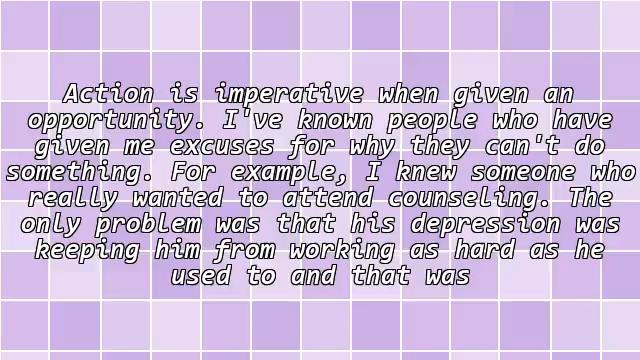 Action is imperative when given an
opportunity. I've known people who have
given me excuses for why they can't do
something. For example, I knew someone who
really wanted to attend counseling. The
only problem was that his depression was
keeping him from working as hard as he
used to and that was